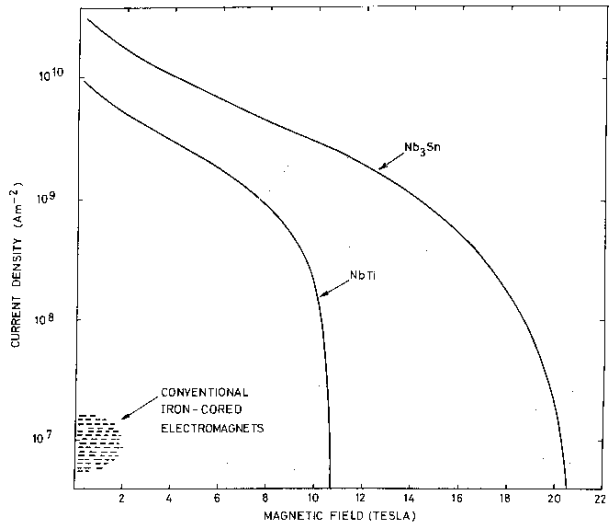 CURRENT DENSITY (Am⁻²)
10¹⁰
10⁹
10⁸
10⁷
Nb₃Sn
NbTi
CONVENTIONAL
IRON-CORED
ELECTROMAGNETS
2 4 6 8 10 12 14 16 18 20 22
MAGNETIC FIELD (TESLA)